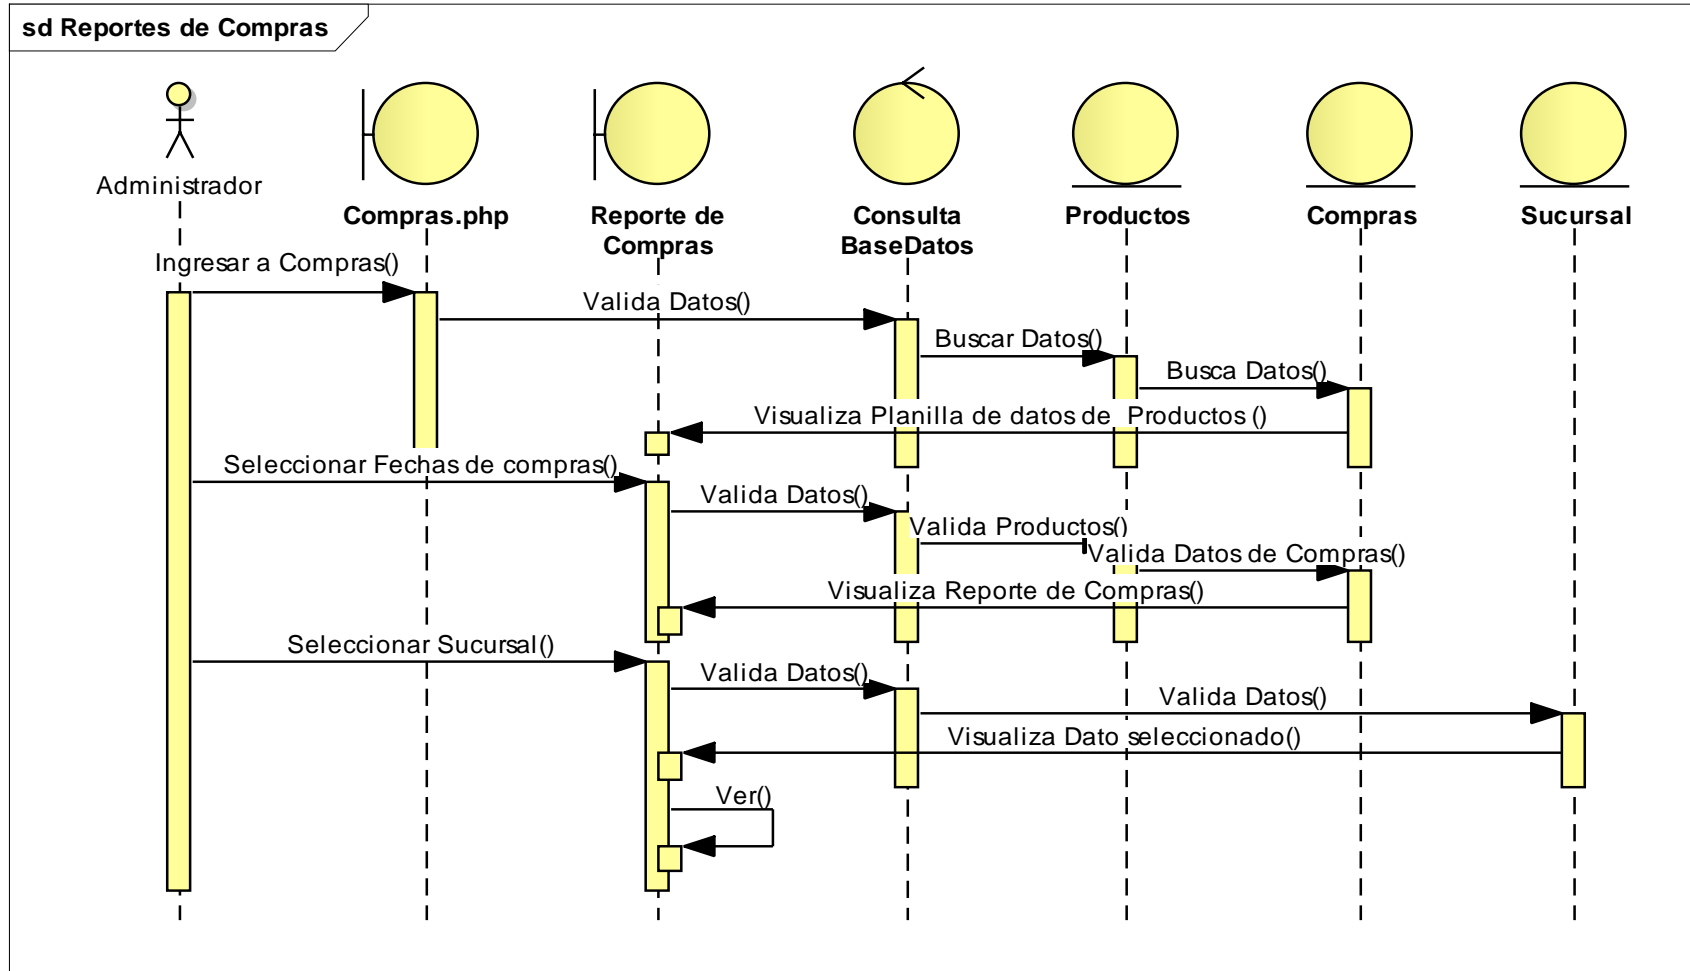 sd Reportes de Compras
Administrador
Compras.php
Reporte de
Compras
Consulta
BaseDatos
Productos
Compras
Sucursal
Ingresar a Compras()
Valida Datos()
Buscar Datos()
Busca Datos()
Visualiza Planilla de datos de Productos ()
Seleccionar Fechas de compras()
Valida Datos()
Valida Productos()
Valida Datos de Compras()
Visualiza Reporte de Compras()
Seleccionar Sucursal()
Valida Datos()
Valida Datos()
Visualiza Dato seleccionado()
Ver()